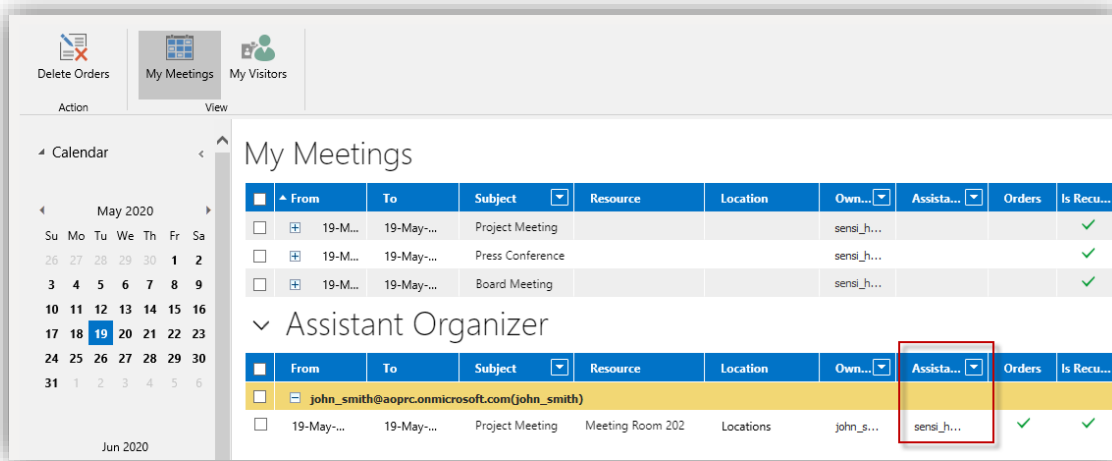 Delete Orders My Meetings My Visitors
Action View
Calendar
May 2020
Su Mo Tu We Th Fr Sa
26 27 28 29 30 1 2
3 4 5 6 7 8 9
10 11 12 13 14 15 16
17 18 19 20 21 22 23
24 25 26 27 28 29 30
31 1 2 3 4 5 6
Jun 2020
My Meetings
From To Subject Resource Location Own... Assista... Orders Is Recu...
19-M... 19-May-... Project Meeting sensi_h...
19-M... 19-May-... Press Conference sensi_h...
19-M... 19-May-... Board Meeting sensi_h...
Assistant Organizer
From To Subject Resource Location Own... Assista... Orders Is Recu...
john_smith@aoprc.onmicrosoft.com(john_smith)
19-May-... 19-May-... Project Meeting Meeting Room 202 Locations john_s... sensi_h...